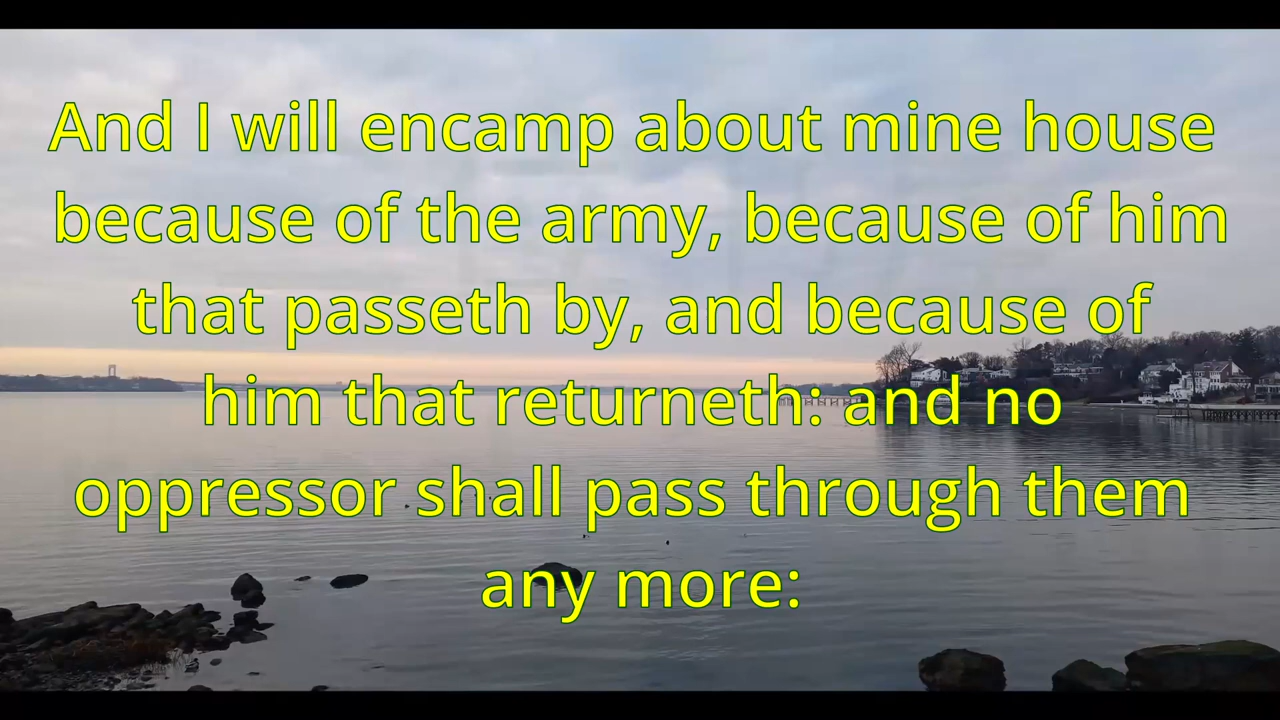 And I will encamp about mine house
because of the army, because of him
that passeth by, and because of
him that returneth: and no
oppressor shall pass through them
any more: